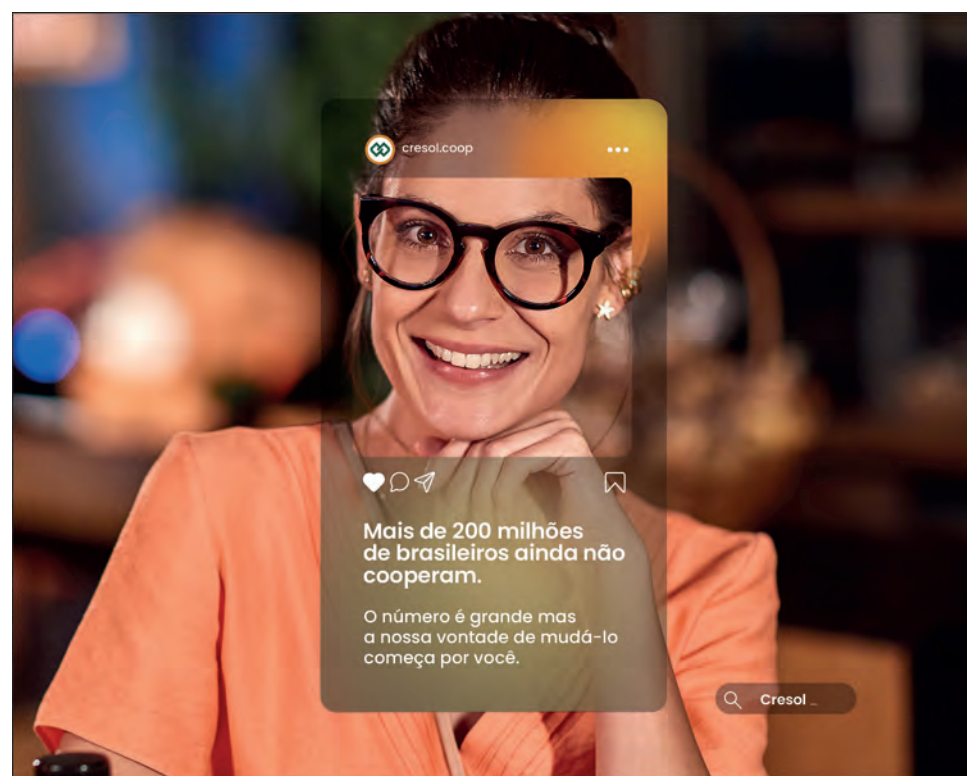 cresol.coop
Mais de 200 milhões
de brasileiros ainda não
cooperam.
O número é grande mas
a nossa vontade de mudá-lo
começa por você.
Cresol _